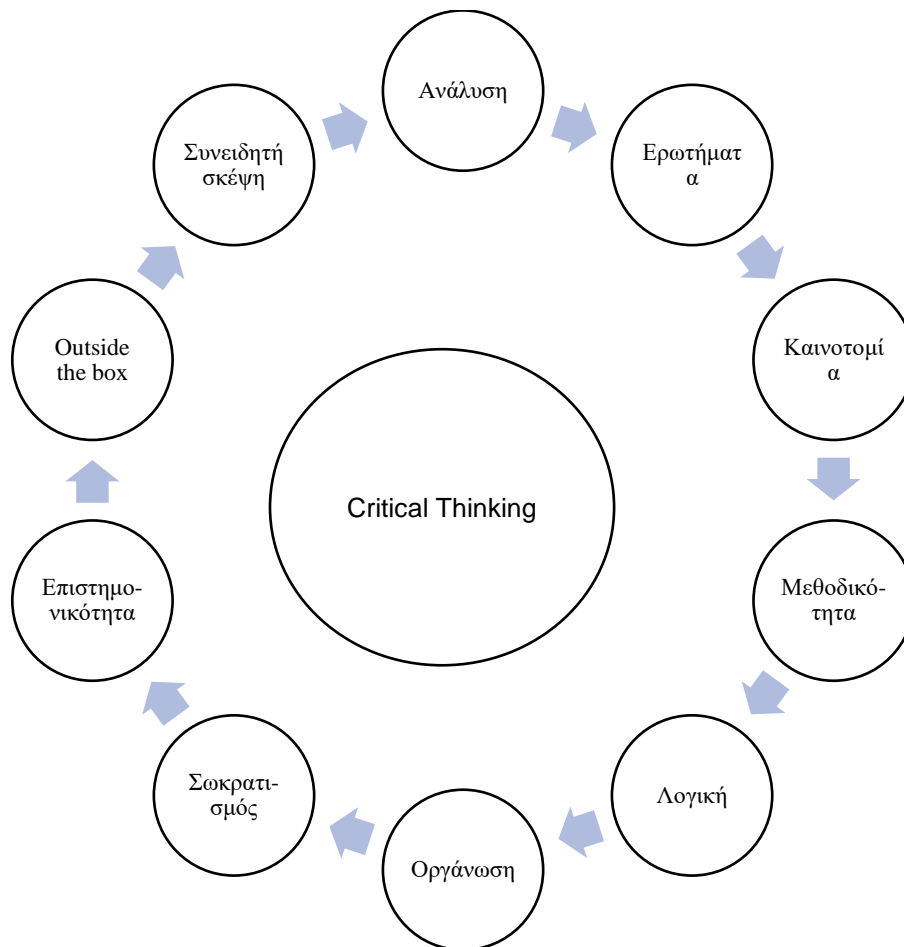 Ανάλυση
Ερωτήματ
α
Καινοτομί
α
Μεθοδικό-
τητα
Λογική
Οργάνωση
Σωκρατι-
σμός
Επιστημο-
νικότητα
Outside
the box
Συνειδητή
σκέψη
Critical Thinking